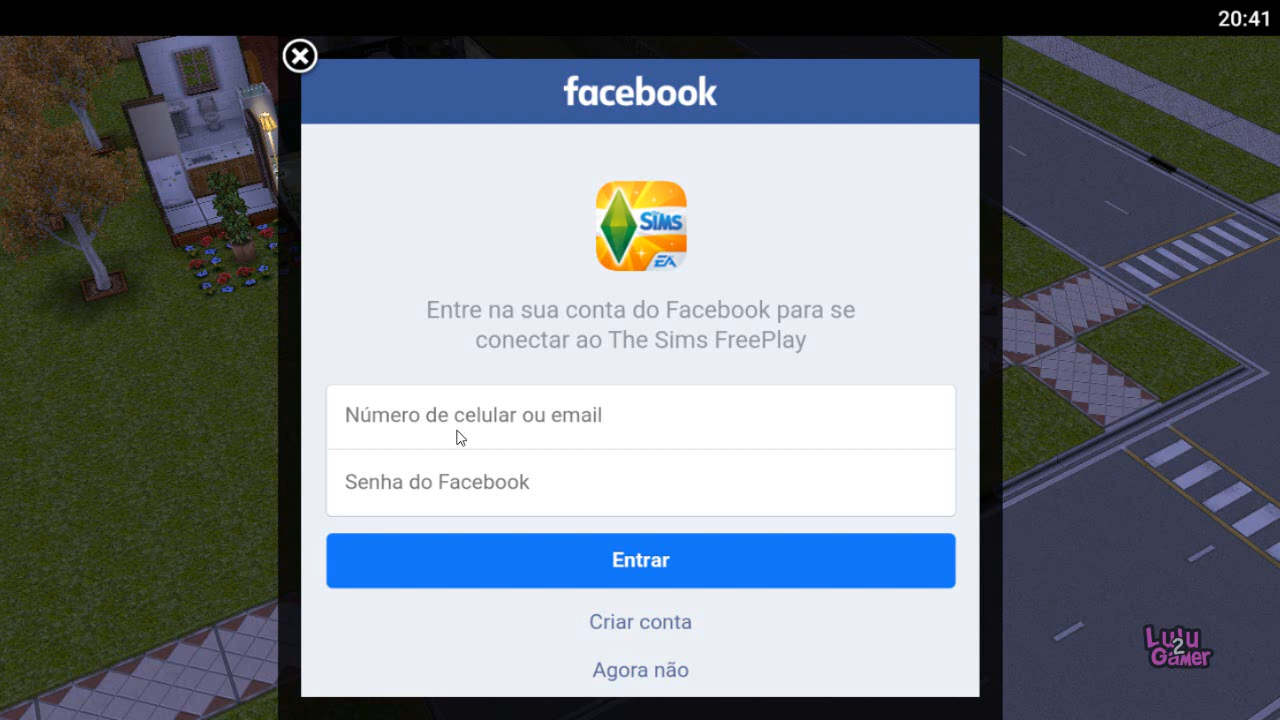 20:41
facebook
The SIMS
EA
Entre na sua conta do Facebook para se
conectar ao The Sims FreePlay
Número de celular ou email
Senha do Facebook
Entrar
Criar conta
Agora não
Lulu
2
Gamer